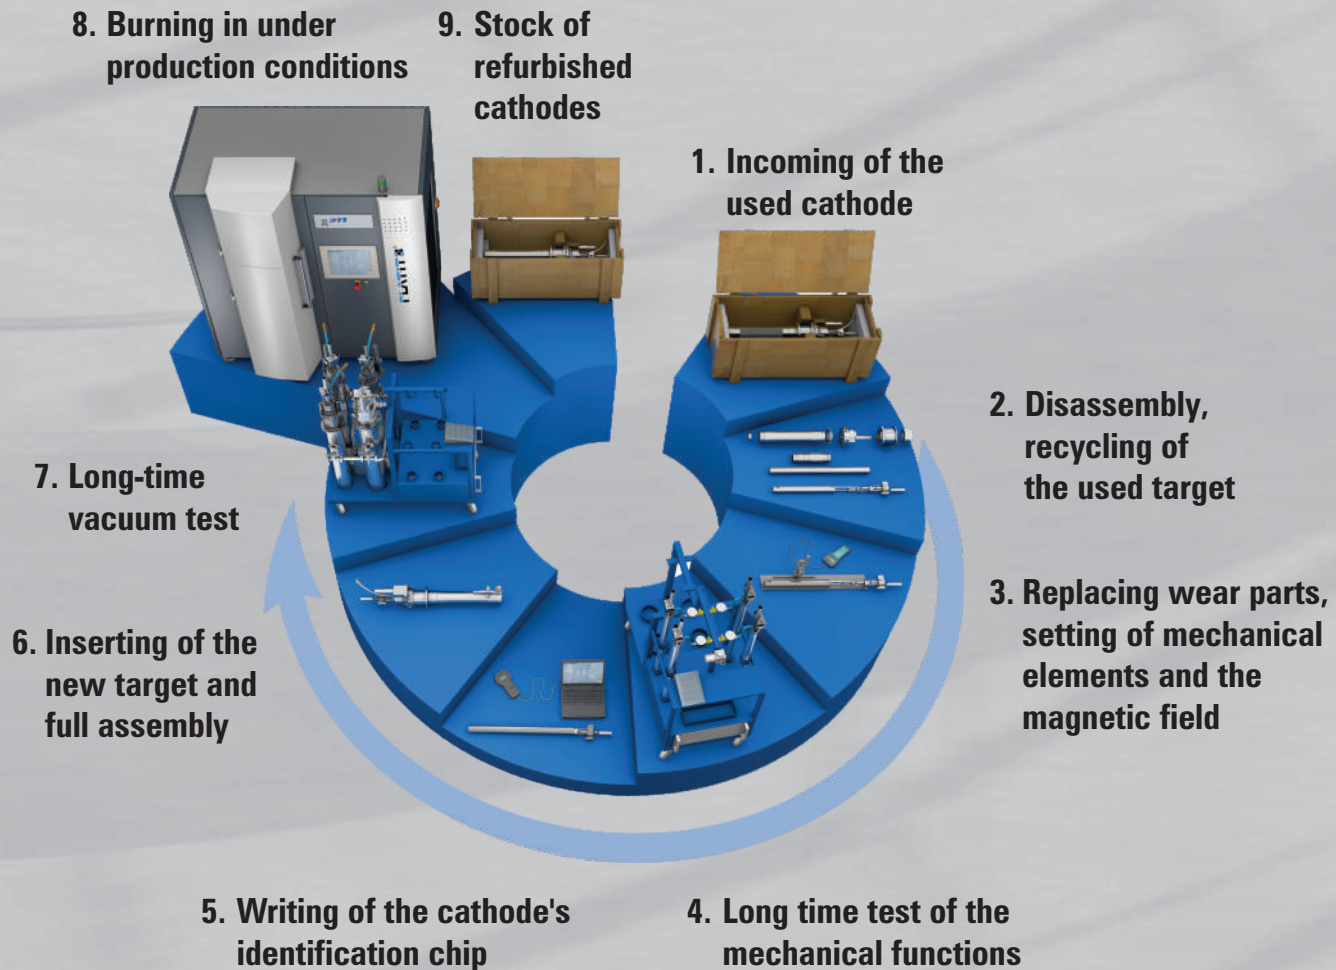 8. Burning in under
production conditions
9. Stock of
refurbished
cathodes
1. Incoming of the
used cathode
2. Disassembly,
recycling of
the used target
3. Replacing wear parts,
setting of mechanical
elements and the
magnetic field
4. Long time test of the
mechanical functions
5. Writing of the cathode's
identification chip
6. Inserting of the
new target and
full assembly
7. Long-time
vacuum test
PLATIT